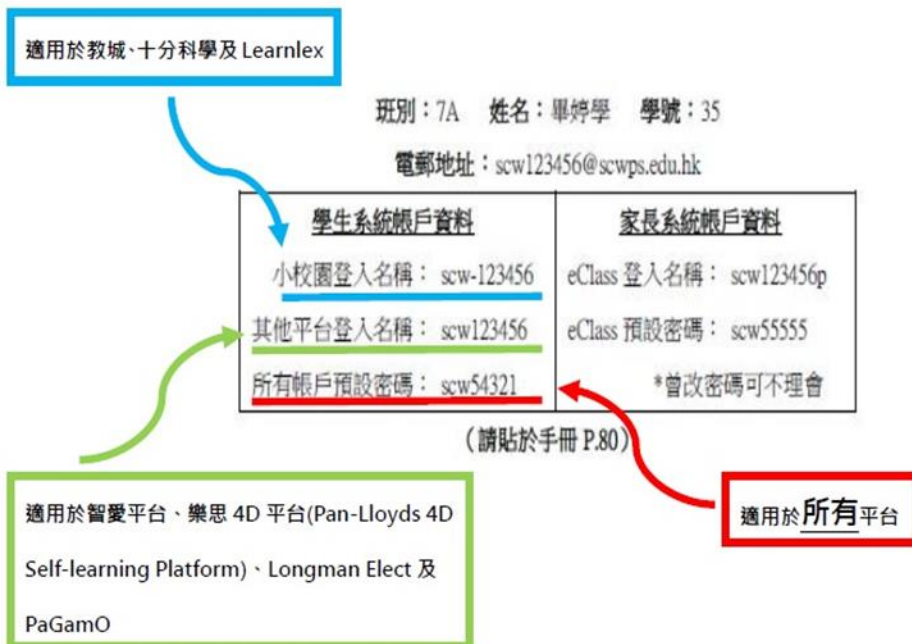 適用於教城、十分科學及 Learnlex
班別：7A 姓名：畢婷學 學號：35
電郵地址：scw123456@scwps.edu.hk
學生系統帳戶資料
小校園登入名稱： scw-123456
其他平台登入名稱： scw123456
所有帳戶預設密碼： scw54321
家長系統帳戶資料
eClass 登入名稱： scw123456p
eClass 預設密碼： scw55555
*曾改密碼可不理會
（請貼於手冊 P.80）
適用於智愛平台、樂思 4D 平台(Pan-Lloyds 4D
Self-learning Platform)、Longman Elect 及
PaGamO
適用於所有平台